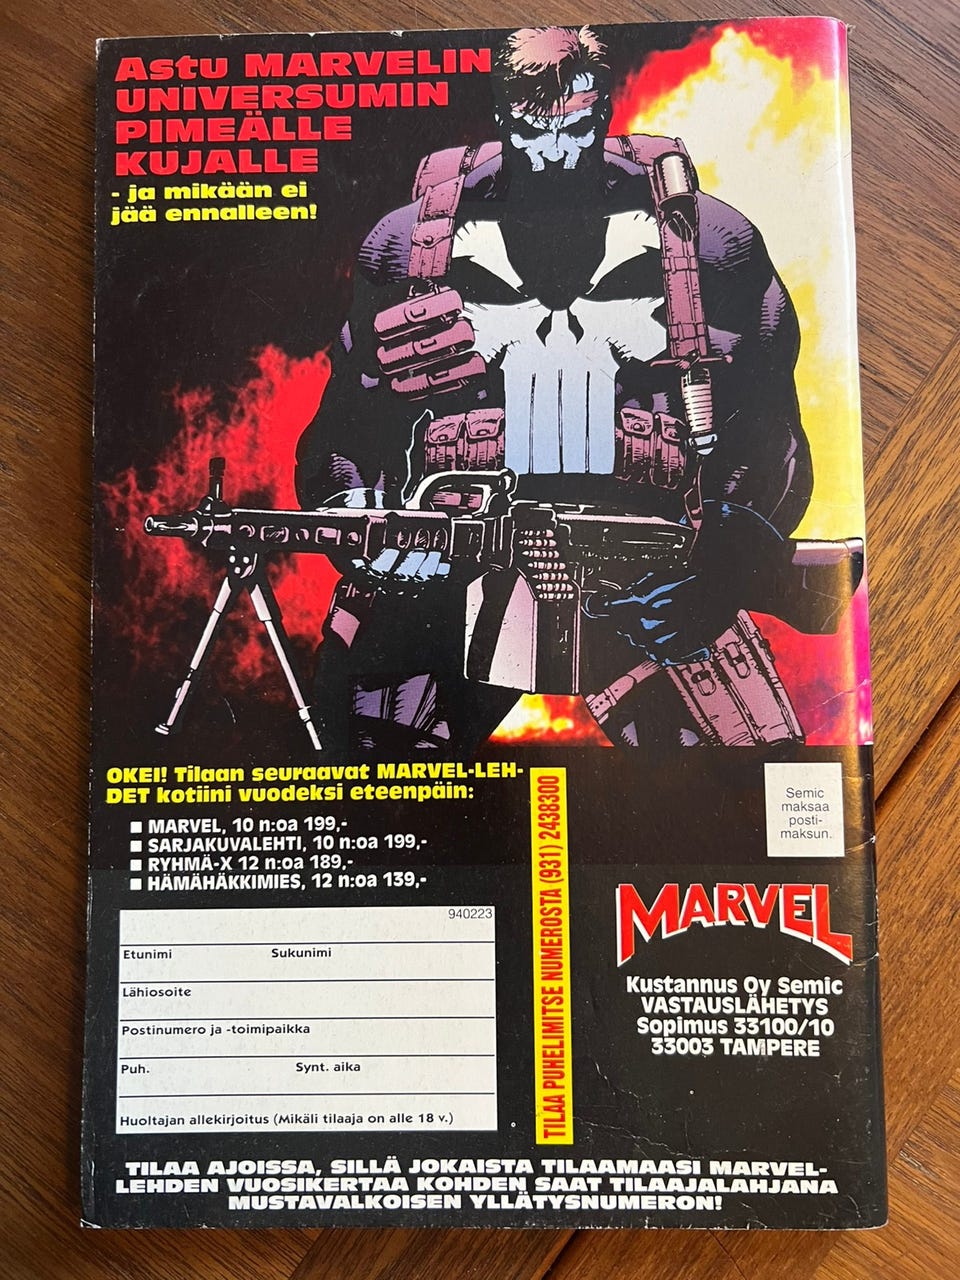 Astu MARVELIN
UNIVERSUMIN
PIMEÄLLE
KUJALLE
- ja mikään ei
jää ennalleen!
OKEI! Tilaan seuraavat MARVEL-LEH-
DET kotiini vuodeksi eteenpäin:
MARVEL, 10 n:oa 199,-
SARJAKUVALEHTI, 10 n:oa 199,-
RYHMÄ-X 12 n:oa 189,-
HÄMÄHÄKKIMIES, 12 n:oa 139,-
940223
Etunimi Sukunimi
Lähiosoite
Postinumero ja -toimipaikka
Puh. Synt. aika
Huoltajan allekirjoitus (Mikäli tilaaja on alle 18 v.)
TILAA PUHELIMITSE NUMEROSTA (931) 2438300
Semic
maksaa
posti-
maksun.
MARVEL
Kustannus Oy Semic
VASTAUSLÄHETYS
Sopimus 33100/10
33003 TAMPERE
TILAA AJOISSA, SILLÄ JOKAISTA TILAAMAASI MARVEL-
LEHDEN VUOSIKERTAA KOHDEN SAAT TILAAJALAHJANA
MUSTAVALKOISEN YLLÄTYSNUMERON!